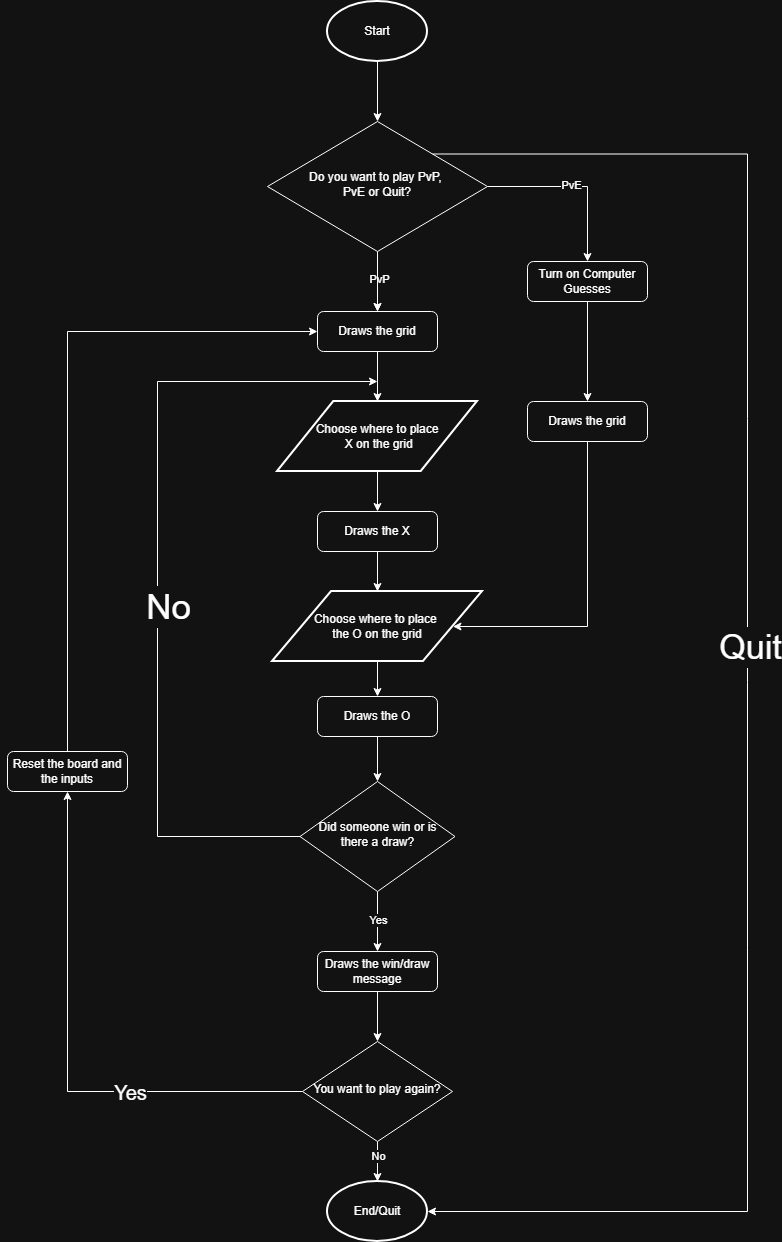 Start
Do you want to play PvP,
PvE or Quit?
PvE
PvP
Turn on Computer
Guesses
Draws the grid
Choose where to place
X on the grid
Draws the grid
Draws the X
No
Choose where to place
the O on the grid
Quit
Draws the O
Reset the board and
the inputs
Did someone win or is
there a draw?
Yes
Draws the win/draw
message
You want to play again?
Yes
No
End/Quit